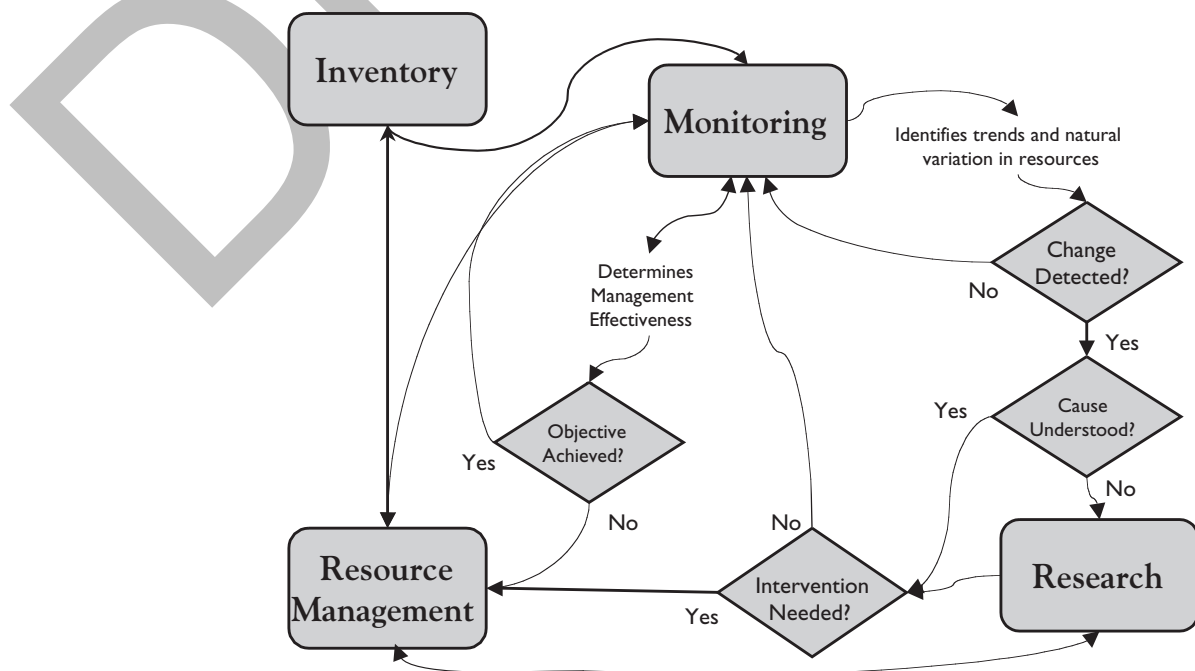 Inventory
Monitoring
Identifies trends and natural
variation in resources
Change
Detected?
No
Yes
Determines
Management
Effectiveness
Objective
Achieved?
Yes
No
Cause
Understood?
Yes
No
Resource
Management
Intervention
Needed?
No
Yes
Research